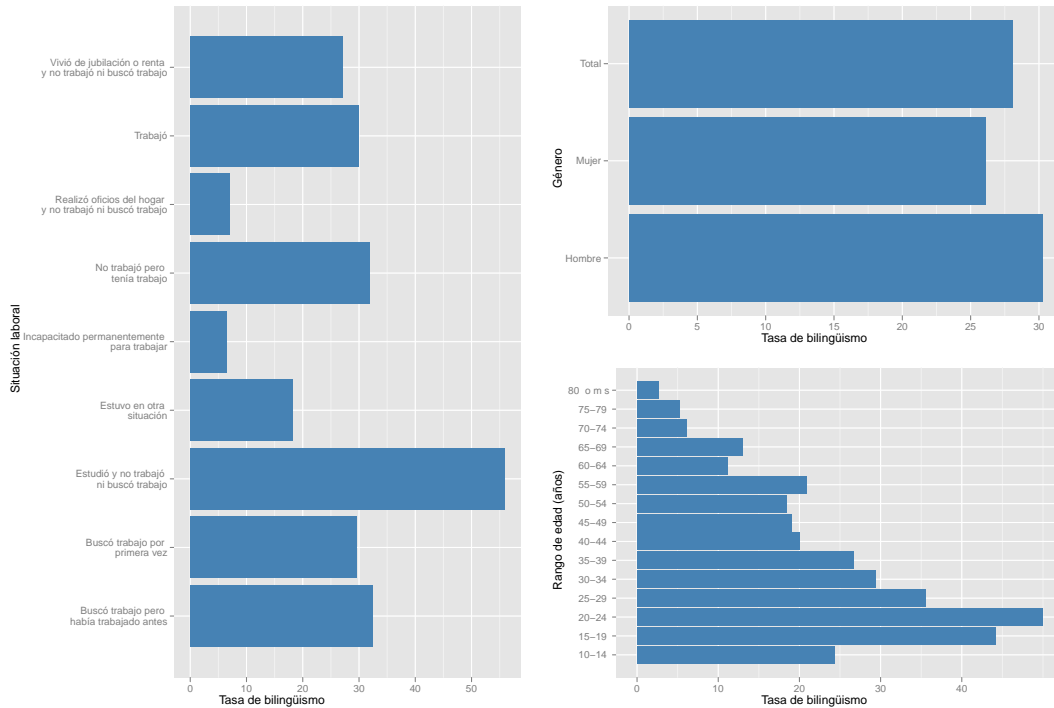 Vivió de jubilación o renta
y no trabajó ni buscó trabajo
Trabajó
Realizó oficios del hogar
y no trabajó ni buscó trabajo
No trabajó pero
tenía trabajo
Incapacitado permanentemente
para trabajar
Estuvo en otra
situación
Estudió y no trabajó
ni buscó trabajo
Buscó trabajo por
primera vez
Buscó trabajo pero
había trabajado antes
Situación laboral
0 10 20 30 40 50
Tasa de bilingüismo
Total
Mujer
Hombre
Género
0 5 10 15 20 25 30
Tasa de bilingüismo
80 o m s
75–79
70–74
65–69
60–64
55–59
50–54
45–49
40–44
35–39
30–34
25–29
20–24
15–19
10–14
Rango de edad (años)
0 10 20 30 40
Tasa de bilingüismo